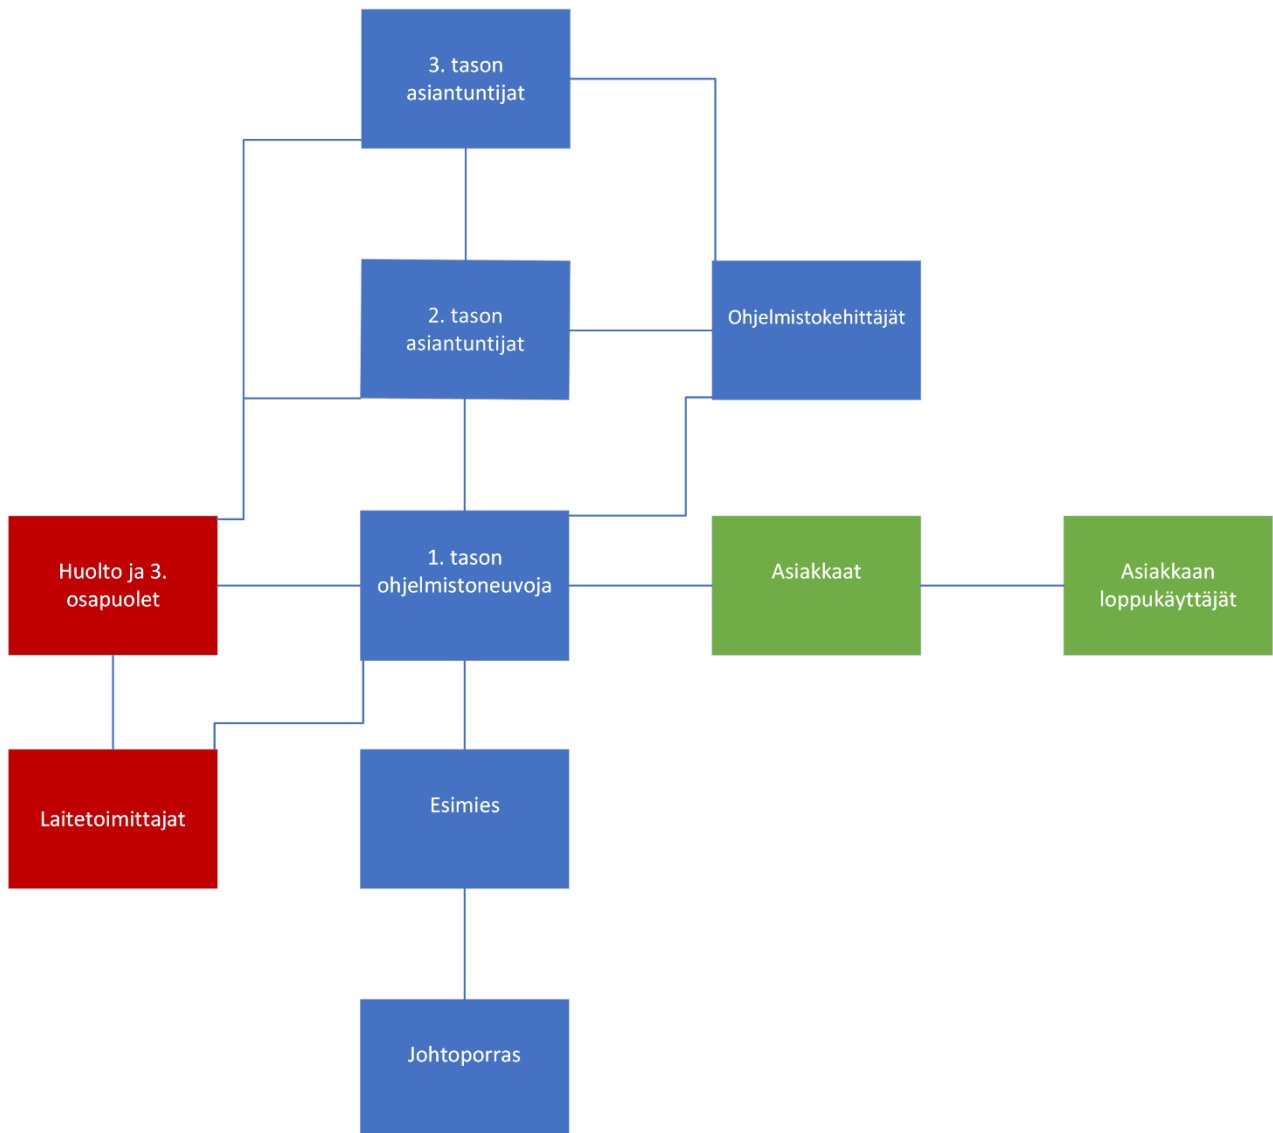 3. tason
asiantuntijat
2. tason
asiantuntijat
Ohjelmistokehittäjät
Huolto ja 3.
osapuolet
1. tason
ohjelmistoneuvoja
Asiakkaat
Asiakkaan
loppukäyttäjät
Laitetoimittajat
Esimies
Johtoporras